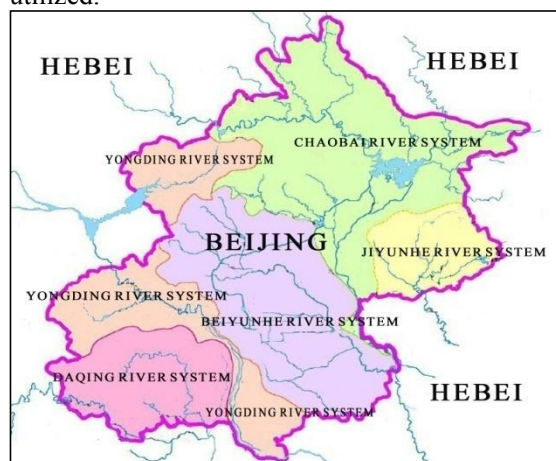 utilized.
HEBEI
HEBEI
CHAOBAI RIVER SYSTEM
YONGDING RIVER SYSTEM
BEIJING
JIYUNHE RIVER SYSTEM
YONGDING RIVER SYSTEM
BEIYUNHE RIVER SYSTEM
DAQING RIVER SYSTEM
HEBEI
YONGDING RIVER SYSTEM